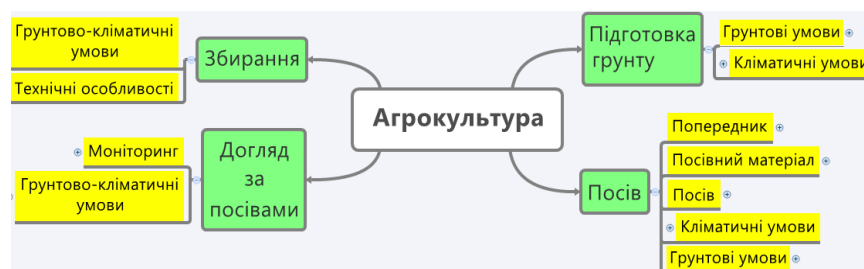 Грунтово-кліматичні
умови
Технічні особливості
Збирання
Підготовка
грунту
Грунтові умови
Кліматичні умови
Агрокультура
Моніторинг
Грунтово-кліматичні
умови
Догляд
за
посівами
Посів
Попередник
Посівний матеріал
Посів
Кліматичні умови
Грунтові умови